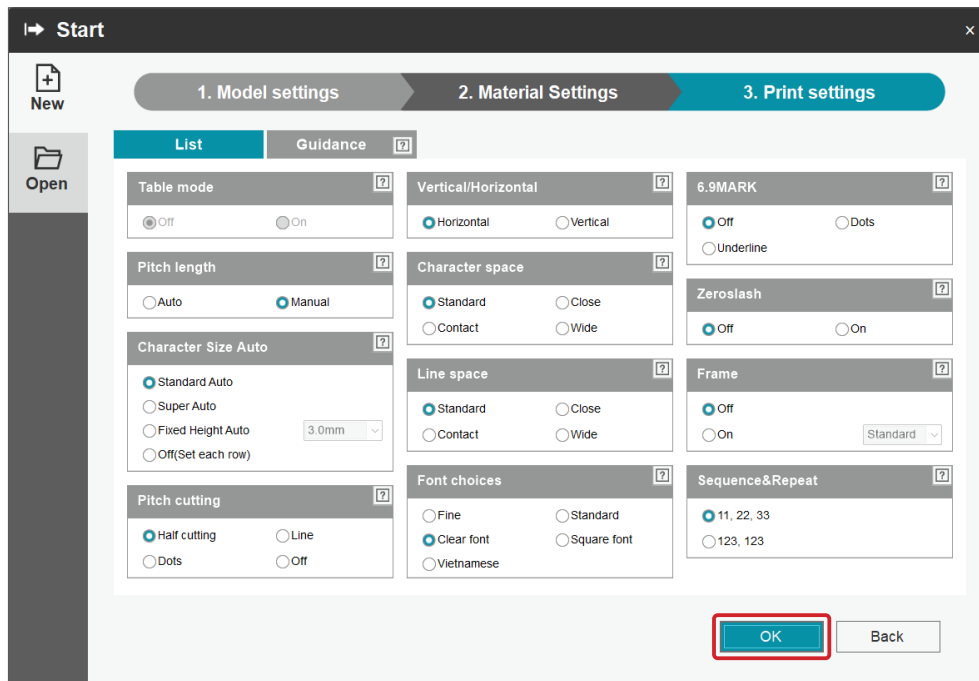 Start
×
New
Open
1. Model settings
2. Material Settings
3. Print settings
List
Guidance ?
Table mode ?
Off On
Pitch length ?
Auto Manual
Character Size Auto ?
Standard Auto
Super Auto
Fixed Height Auto 3.0mm
Off(Set each row)
Pitch cutting ?
Half cutting Line
Dots Off
Vertical/Horizontal ?
Horizontal Vertical
Character space ?
Standard Close
Contact Wide
Line space ?
Standard Close
Contact Wide
Font choices ?
Fine Standard
Clear font Square font
Vietnamese
6.9MARK ?
Off Dots
Underline
Zeroslash ?
Off On
Frame ?
Off
On Standard
Sequence&Repeat ?
11, 22, 33
123, 123
OK
Back